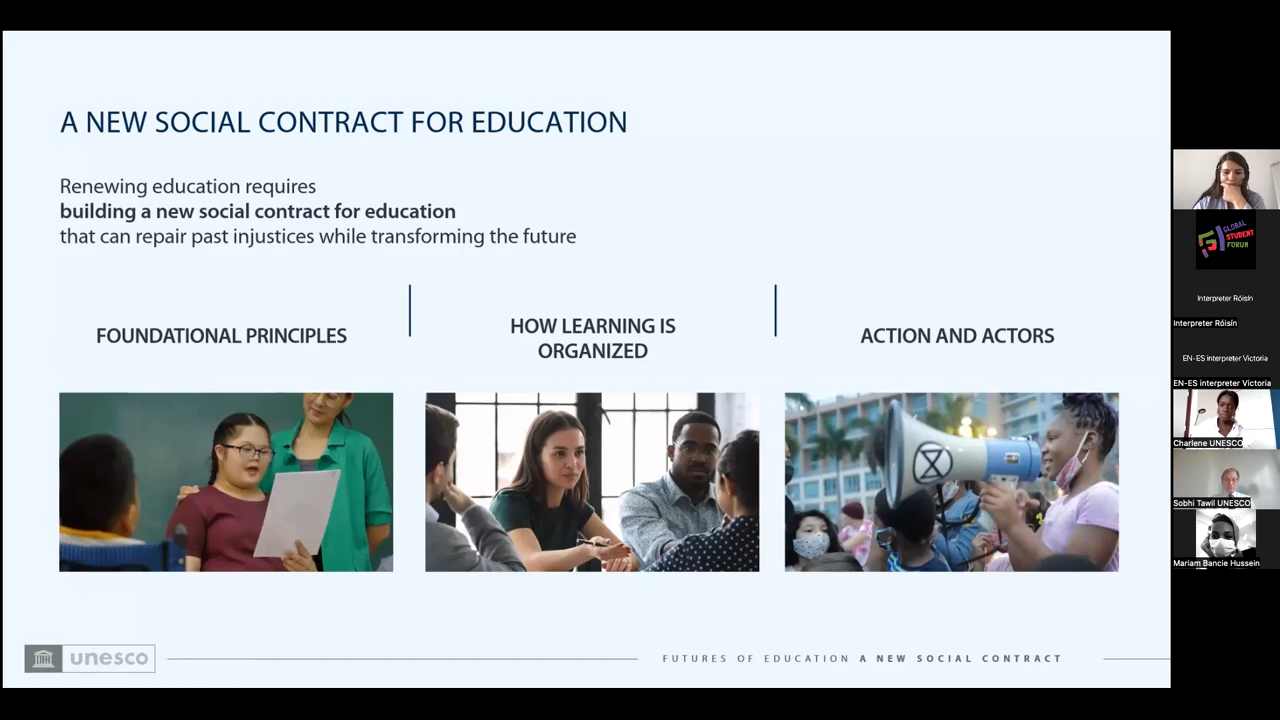 A NEW SOCIAL CONTRACT FOR EDUCATION
Renewing education requires
building a new social contract for education
that can repair past injustices while transforming the future
FOUNDATIONAL PRINCIPLES
HOW LEARNING IS
ORGANIZED
ACTION AND ACTORS
unesco
FUTURES OF EDUCATION A NEW SOCIAL CONTRACT
GLOBAL
STUDENT
FORUM
Interpreter Róisín
Interpreter Róisín
EN-ES interpreter Victoria
EN-ES interpreter Victoria
Charlene UNESCO
Sobhi Tawil UNESCO
Mariam Bancie Hussein